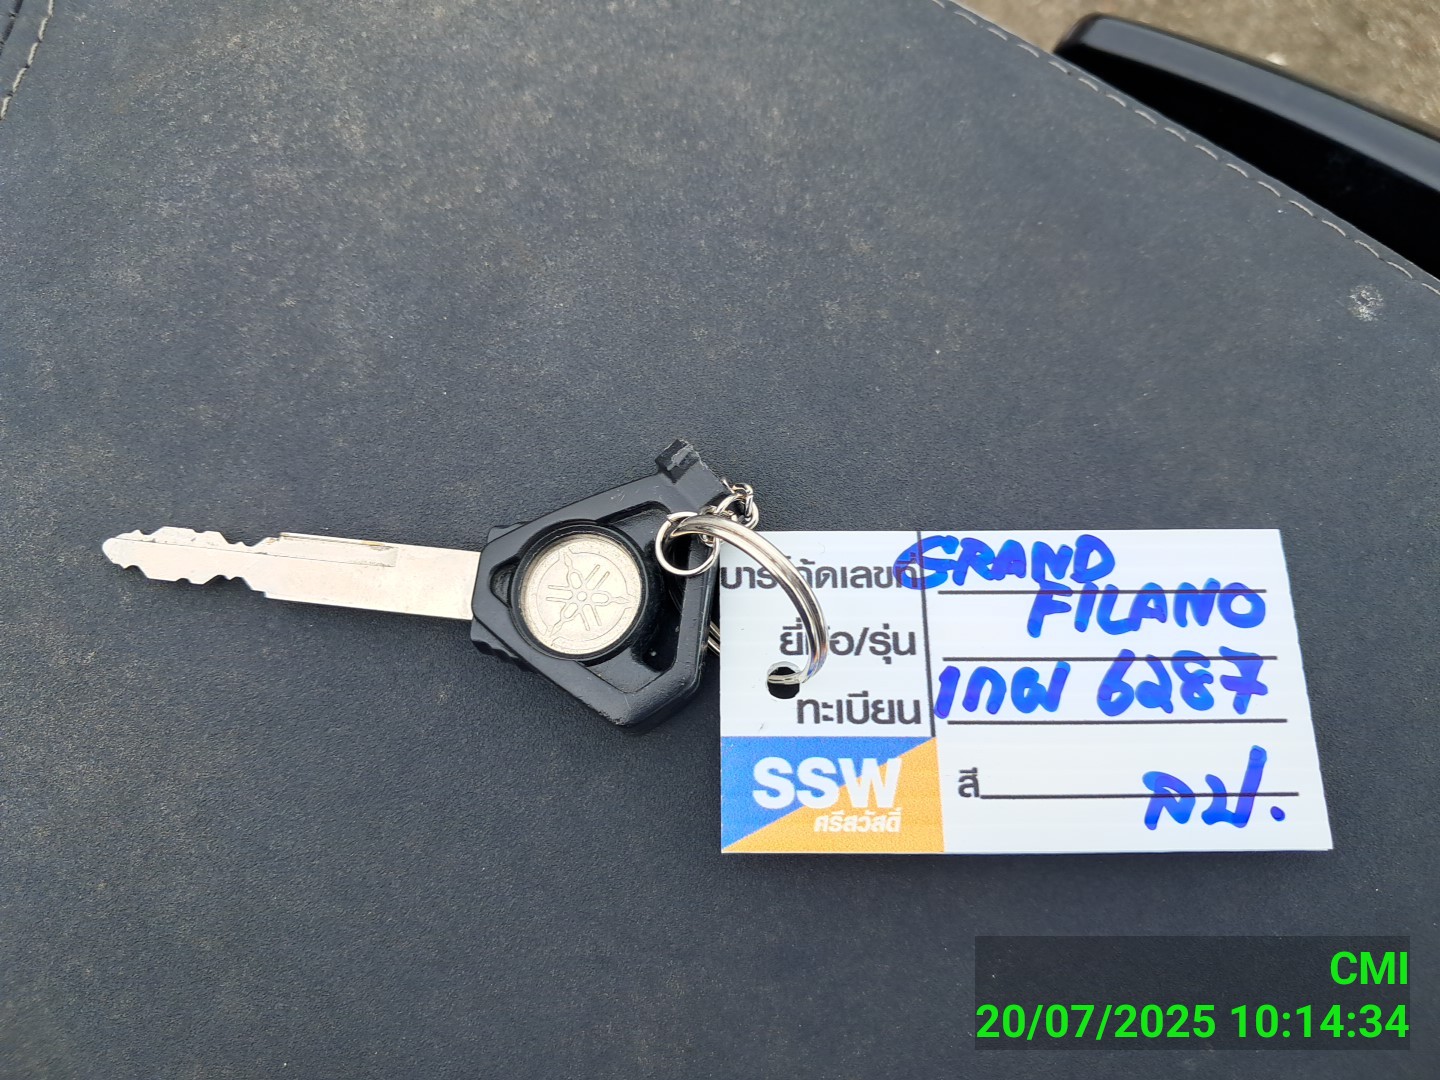 บาร์โค้ดเลขที่ GRAND
FILANO
ยี่ห้อ/รุ่น
ทะเบียน 1กผ 6287
SSW
ศรีสวัสดิ์
สี ลป.
CMI
20/07/2025 10:14:34